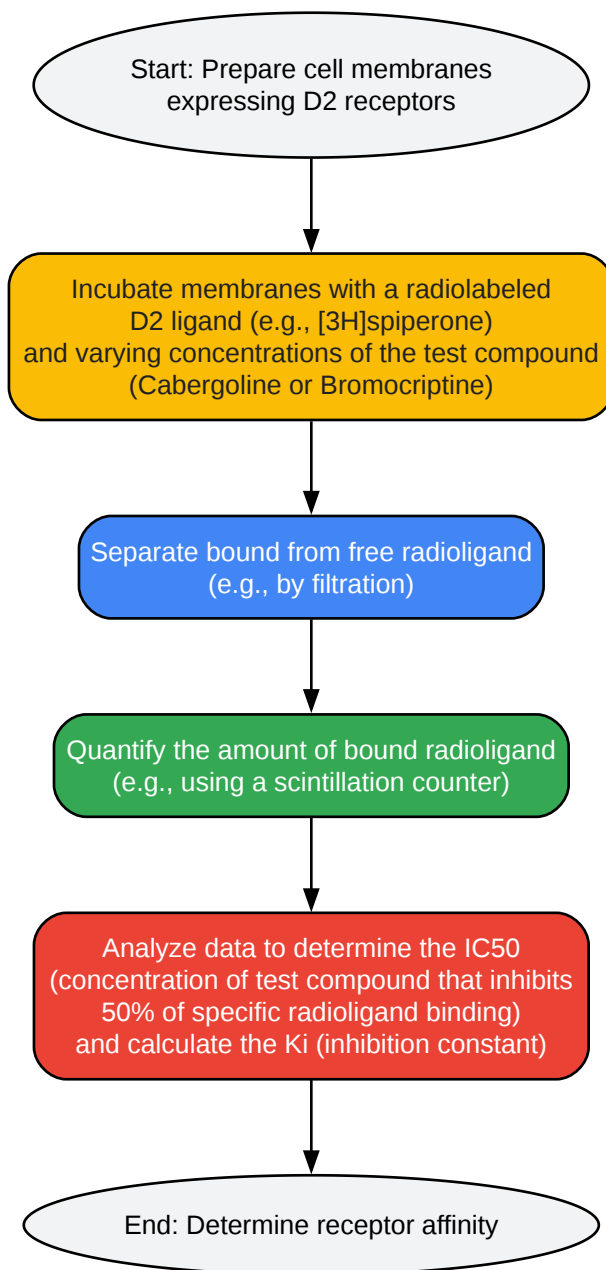 Start: Prepare cell membranes
expressing D2 receptors
Incubate membranes with a radiolabeled
D2 ligand (e.g., [3H]spiperone)
and varying concentrations of the test compound
(Cabergoline or Bromocriptine)
Separate bound from free radioligand
(e.g., by filtration)
Quantify the amount of bound radioligand
(e.g., using a scintillation counter)
Analyze data to determine the IC50
(concentration of test compound that inhibits
50% of specific radioligand binding)
and calculate the Ki (inhibition constant)
End: Determine receptor affinity